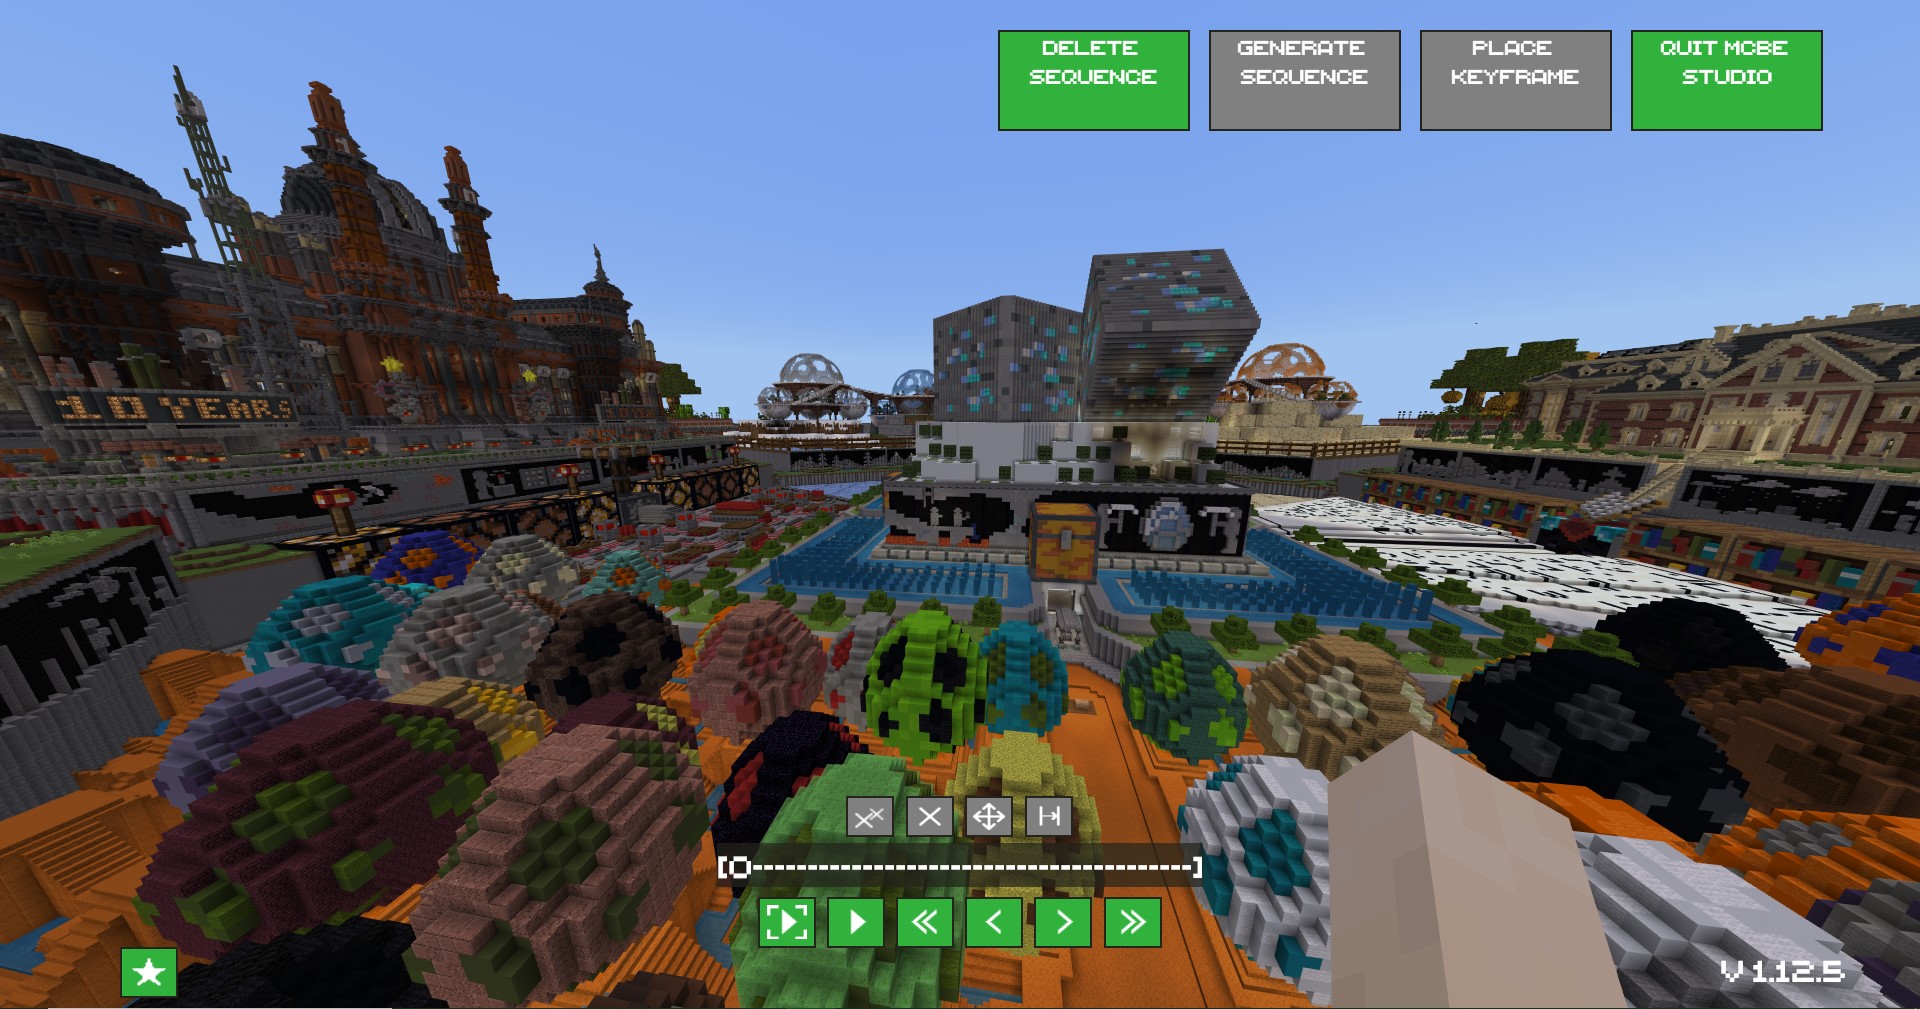 DELETE
SEQUENCE
GENERATE
SEQUENCE
PLACE
KEYFRAME
QUIT MCBE
STUDIO
10 YEARS
V 1.12.5